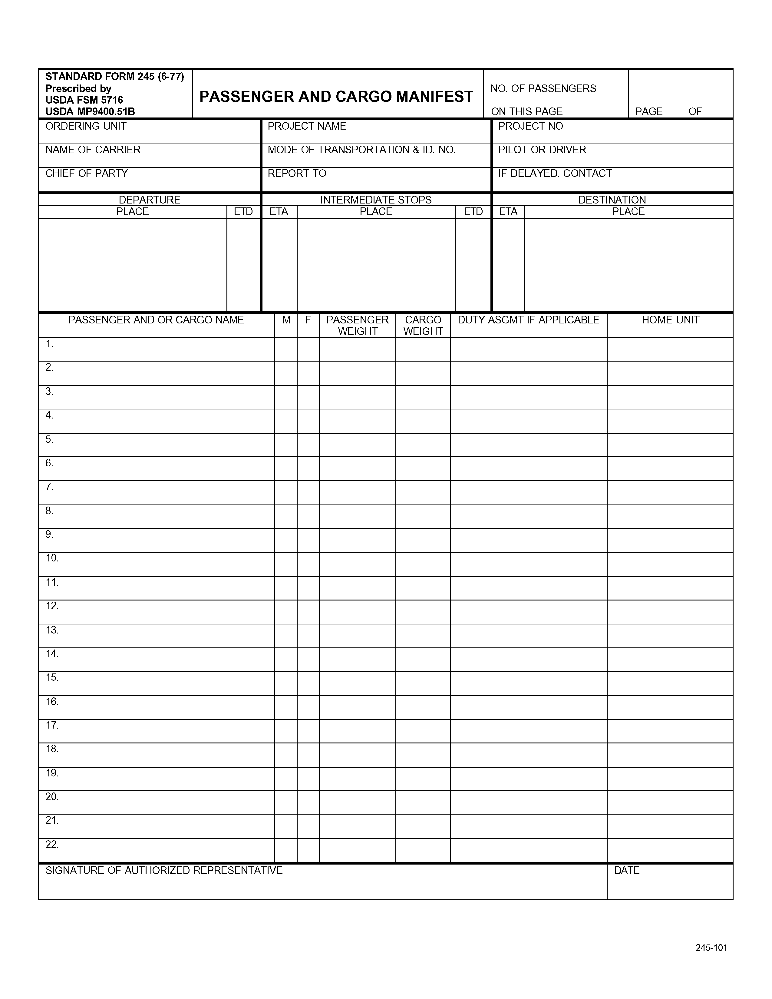 STANDARD FORM 245 (6-77)
Prescribed by
USDA FSM 5716
USDA MP9400.51B
PASSENGER AND CARGO MANIFEST
NO. OF PASSENGERS
ON THIS PAGE ______
PAGE ___ OF____
ORDERING UNIT
PROJECT NAME
PROJECT NO
NAME OF CARRIER
MODE OF TRANSPORTATION & ID. NO.
PILOT OR DRIVER
CHIEF OF PARTY
REPORT TO
IF DELAYED. CONTACT
DEPARTURE
INTERMEDIATE STOPS
DESTINATION
PLACE
ETD
ETA
PLACE
ETD
ETA
PLACE
PASSENGER AND OR CARGO NAME
M
F
PASSENGER
WEIGHT
CARGO
WEIGHT
DUTY ASGMT IF APPLICABLE
HOME UNIT
1.
2.
3.
4.
5.
6.
7.
8.
9.
10.
11.
12.
13.
14.
15.
16.
17.
18.
19.
20.
21.
22.
SIGNATURE OF AUTHORIZED REPRESENTATIVE
DATE
245-101